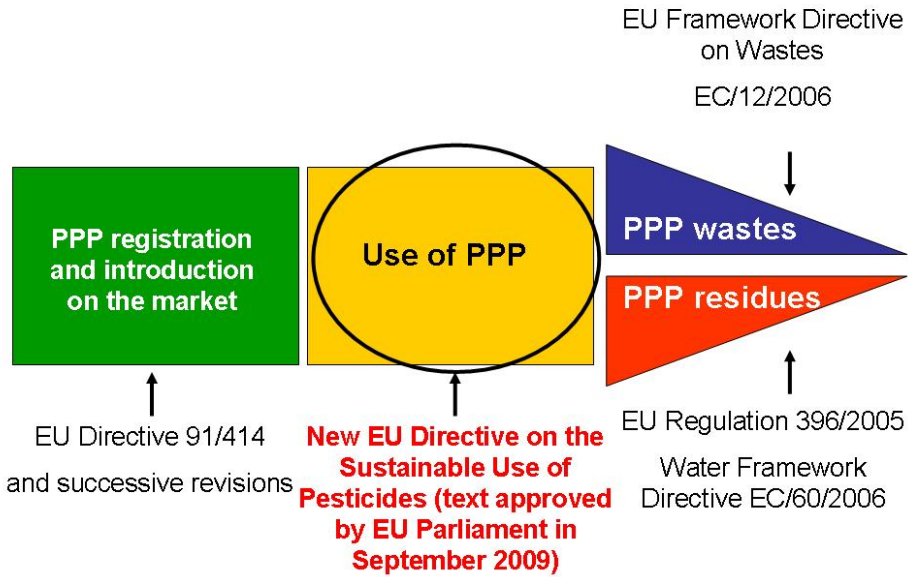 EU Framework Directive
on Wastes
EC/12/2006
PPP registration
and introduction
on the market
Use of PPP
PPP wastes
PPP residues
EU Directive 91/414
and successive revisions
New EU Directive on the
Sustainable Use of
Pesticides (text approved
by EU Parliament in
September 2009)
EU Regulation 396/2005
Water Framework
Directive EC/60/2006